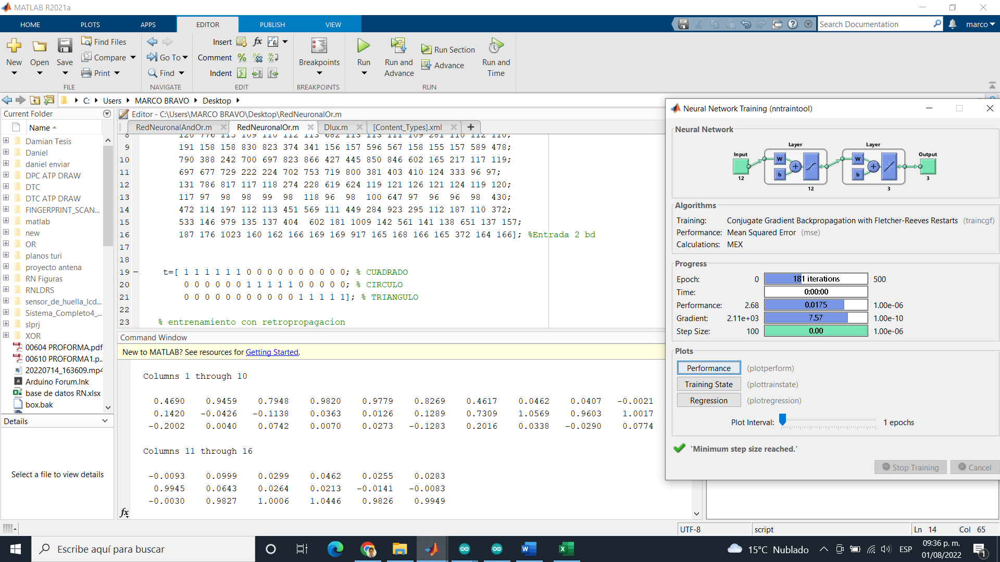 MATLAB R2021a
HOME PLOTS APPS EDITOR PUBLISH VIEW
Search Documentation
marco
New Open Save
Find Files
Compare
Print
FILE
Go To
Find
NAVIGATE
Insert
fx
Comment
Indent
EDIT
Breakpoints
BREAKPOINTS
Run
Run and Advance
Run Section
Advance
Run and Time
RUN
C: Users MARCO BRAVO Desktop
Current Folder
Name
Damian Tesis
Daniel
daniel enviar
DPC ATP DRAW
DTC
DTC ATP DRAW
FINGERPRINT_SCAN...
matlab
new
OR
planos turi
proyecto antena
RN Figuras
RNLDRS
sensor_de_huella_lcd...
Sistema_Completo4_...
slprj
XOR
00604 PROFORMA.pdf
00610 PROFORMA1.p..
20220714_163609.mp4
Arduino Forum.lnk
base de datos RN.xlsx
box.bak
Details
Select a file to view details
Editor - C:\Users\MARCO BRAVO\Desktop\RedNeuronalOr.m
RedNeuronalAndOr.m RedNeuronalOr.m Dlux.m [Content_Types].xml
8 120 776 115 109 110 112 113 682 113 113 111 109 281 110 112 110;
9 191 158 158 830 823 374 341 156 157 596 567 158 155 157 589 478;
10 790 388 242 700 697 823 866 427 445 850 846 602 165 217 117 119;
11 697 677 729 222 224 702 753 719 800 381 403 410 124 333 96 97;
12 131 786 817 117 118 274 228 619 624 119 121 126 121 124 119 120;
13 117 97 98 98 99 98 118 96 98 100 647 97 96 96 98 430;
14 472 114 197 112 113 451 569 111 449 284 923 295 112 187 110 372;
15 533 146 979 135 137 404 602 181 1009 142 561 141 138 651 137 157;
16 187 176 1023 160 162 166 169 169 917 165 168 166 165 372 164 166]; %Entrada 2 bd
17
18
19 t=[ 1 1 1 1 1 1 0 0 0 0 0 0 0 0 0 0; % CUADRADO
20 0 0 0 0 0 0 1 1 1 1 1 0 0 0 0 0; % CIRCULO
21 0 0 0 0 0 0 0 0 0 0 0 1 1 1 1 1]; % TRIANGULO
22
23 % entrenamiento con retropropagacion
Command Window
New to MATLAB? See resources for Getting Started.
Columns 1 through 10
0.4690 0.9459 0.7948 0.9820 0.9779 0.8269 0.4617 0.0462 0.0407 -0.0021
0.1420 -0.0426 -0.1138 0.0363 0.0126 0.1289 0.7309 1.0569 0.9603 1.0017
-0.2002 0.0040 0.0742 0.0070 0.0273 -0.1283 0.2016 0.0338 -0.0290 0.0774
Columns 11 through 16
-0.0093 0.0999 0.0299 0.0462 0.0255 0.0283
0.9945 0.0643 0.0264 0.0213 -0.0141 -0.0083
-0.0030 0.9827 1.0006 1.0446 0.9826 0.9949
fx
Neural Network Training (nntraintool)
Neural Network
Layer Layer
Input Output
W W
b b
12 12 3 3
Algorithms
Training: Conjugate Gradient Backpropagation with Fletcher-Reeves Restarts (traincgf)
Performance: Mean Squared Error (mse)
Calculations: MEX
Progress
Epoch: 0 181 iterations 500
Time: 0:00:00
Performance: 2.68 0.0175 1.00e-06
Gradient: 2.11e+03 7.57 1.00e-10
Step Size: 100 0.00 1.00e-06
Plots
Performance (plotperform)
Training State (plottrainstate)
Regression (plotregression)
Plot Interval: 1 epochs
'Minimum step size reached.'
Stop Training Cancel
UTF-8 script Ln 14 Col 65
Escribe aquí para buscar
15°C Nublado
ESP
09:36 p. m.
01/08/2022
1